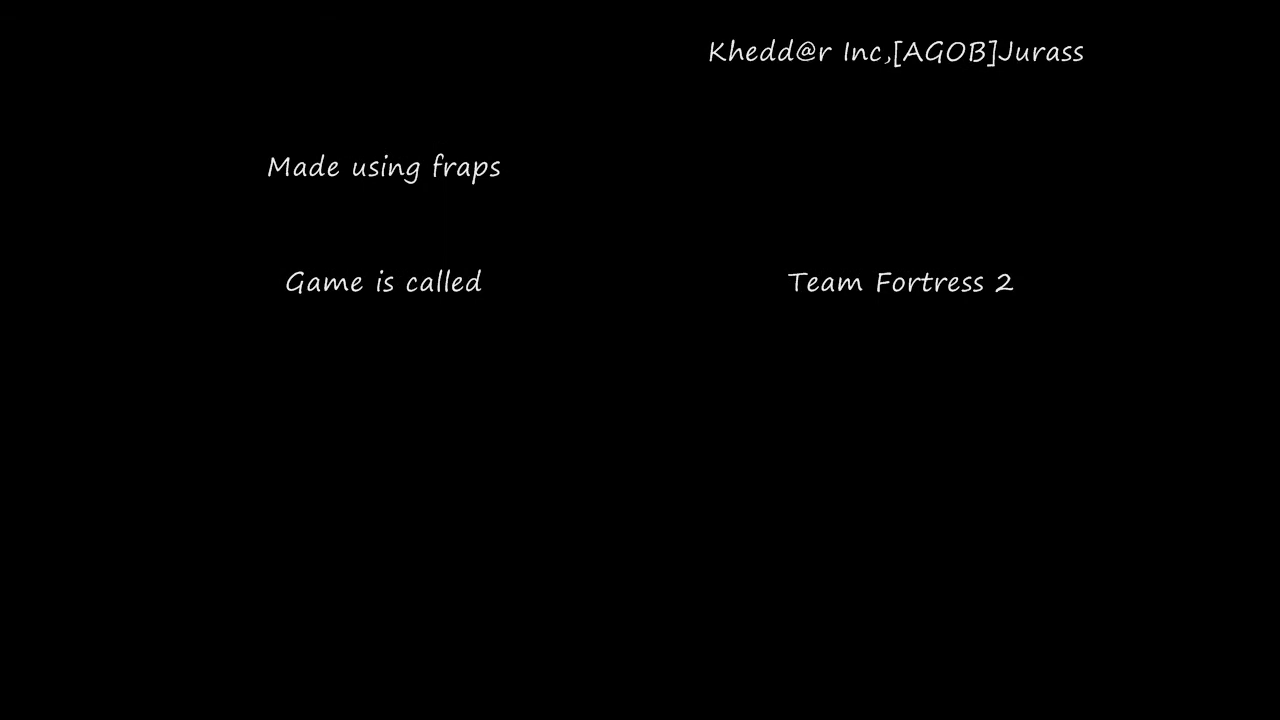 Khedd@r Inc,[AGOB]Jurass
Made using fraps
Game is called Team Fortress 2